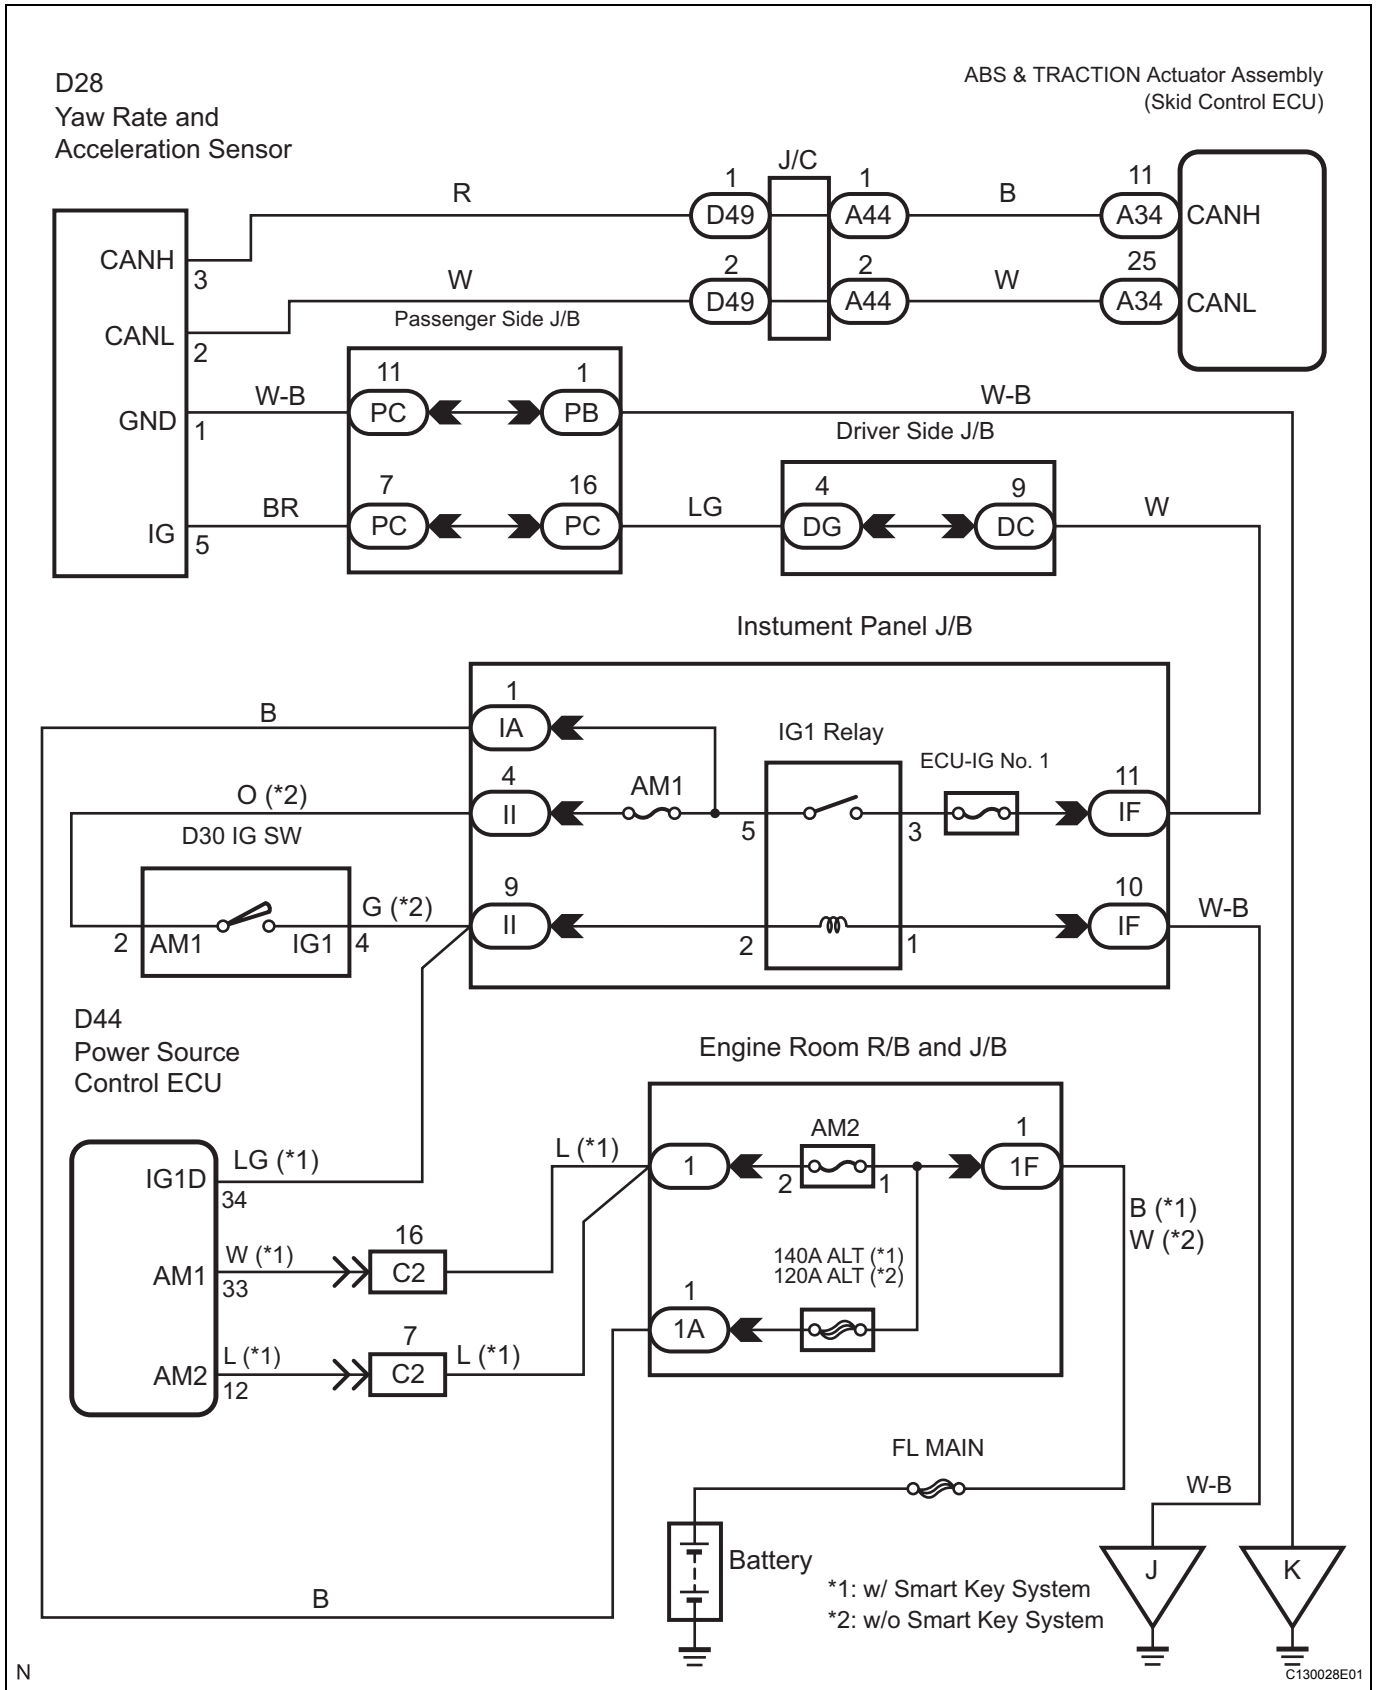 D28
Yaw Rate and
Acceleration Sensor
ABS & TRACTION Actuator Assembly
(Skid Control ECU)
J/C
R
1
D49
1
A44
B
11
A34
CANH
CANH
3
W
2
D49
2
A44
W
25
A34
CANL
CANL
2
Passenger Side J/B
W-B
11
PC
1
PB
W-B
GND
1
Driver Side J/B
BR
7
PC
16
PC
LG
4
DG
9
DC
W
IG
5
Instument Panel J/B
B
1
IA
IG1 Relay
ECU-IG No. 1
O (*2)
4
II
AM1
5
3
11
IF
D30 IG SW
G (*2)
9
II
2
1
10
IF
W-B
2
AM1
IG1
4
D44
Power Source
Control ECU
Engine Room R/B and J/B
IG1D
LG (*1)
34
L (*1)
1
AM2
2
1
1
1F
B (*1)
W (*2)
AM1
W (*1)
33
16
C2
140A ALT (*1)
120A ALT (*2)
1
1A
AM2
L (*1)
12
7
C2
L (*1)
FL MAIN
W-B
Battery
J
K
*1: w/ Smart Key System
*2: w/o Smart Key System
B
N
C130028E01